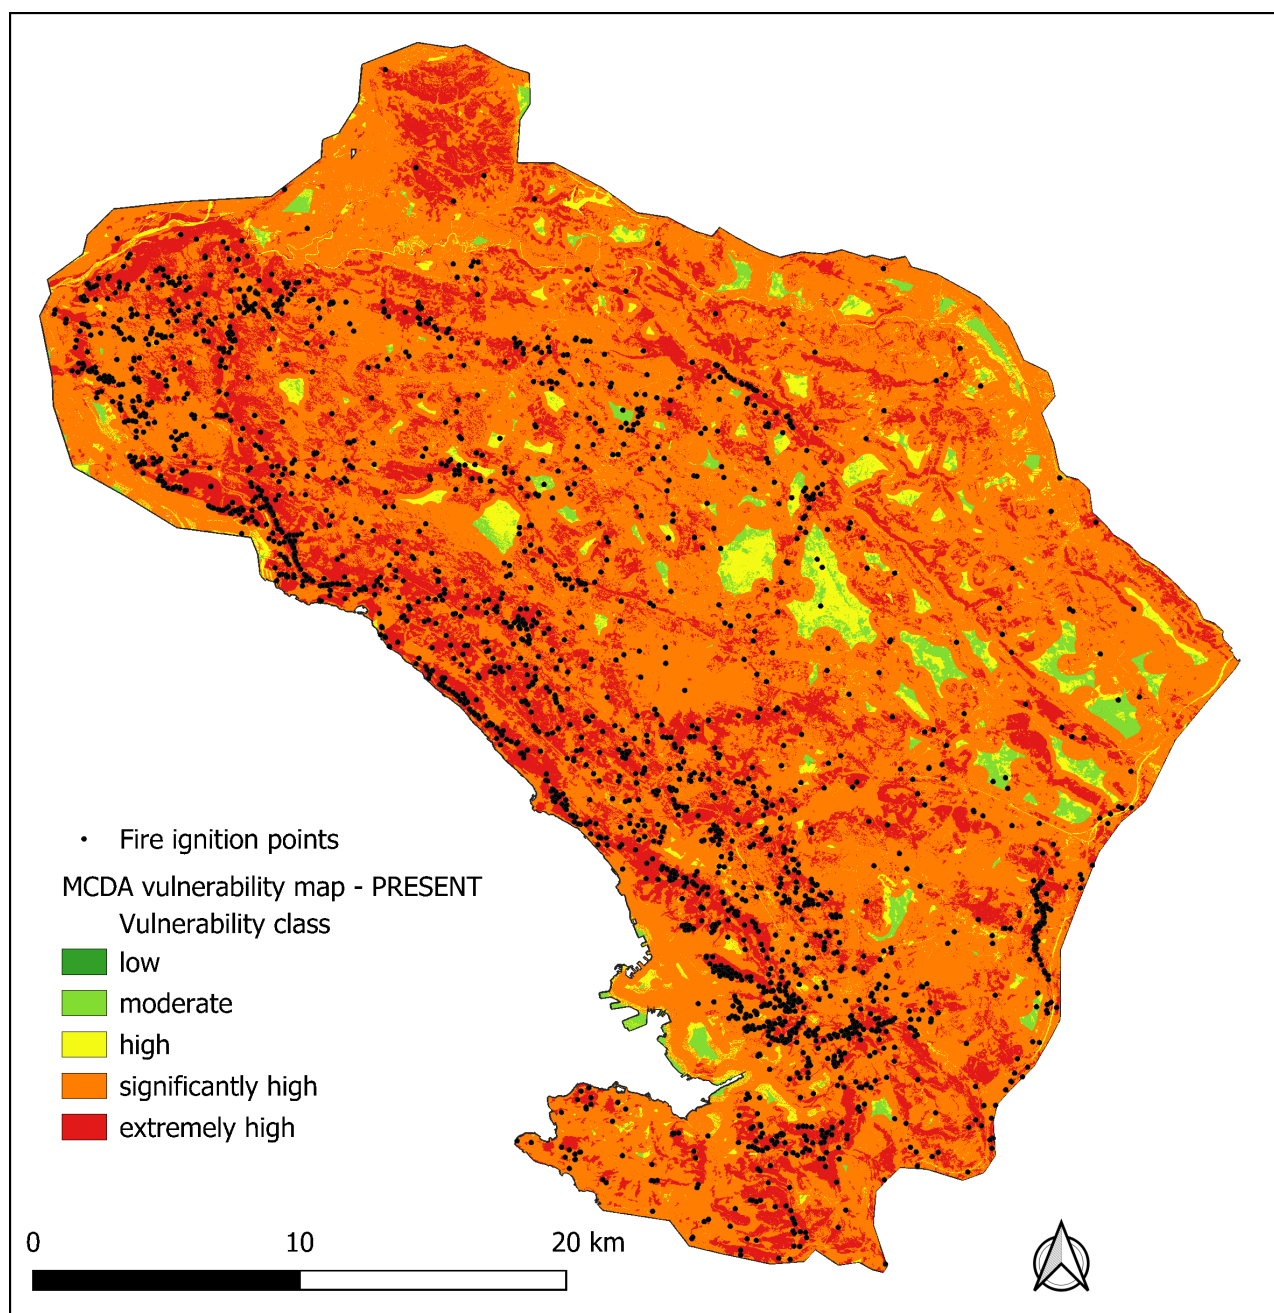 Fire ignition points
MCDA vulnerability map - PRESENT
Vulnerability class
low
moderate
high
significantly high
extremely high
0 10 20 km